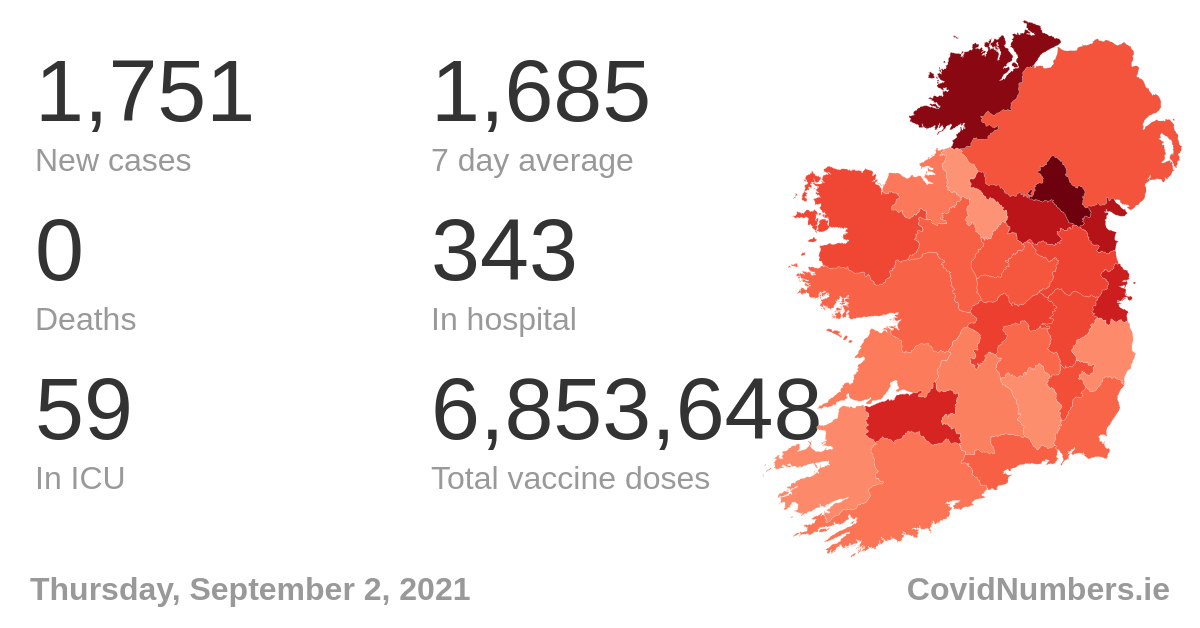 1,751
New cases
1,685
7 day average
0
Deaths
343
In hospital
59
In ICU
6,853,648
Total vaccine doses
Thursday, September 2, 2021
CovidNumbers.ie